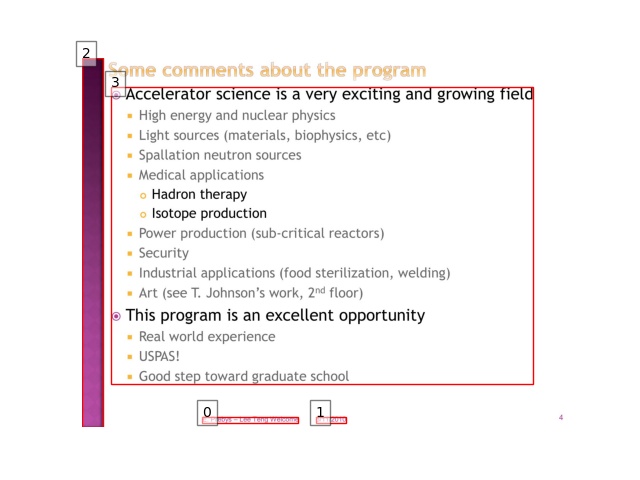 2
Some comments about the program
3
Accelerator science is a very exciting and growing field
High energy and nuclear physics
Light sources (materials, biophysics, etc)
Spallation neutron sources
Medical applications
Hadron therapy
Isotope production
Power production (sub-critical reactors)
Security
Industrial applications (food sterilization, welding)
Art (see T. Johnson's work, 2nd floor)
This program is an excellent opportunity
Real world experience
USPAS!
Good step toward graduate school
0
1
– Lee Teng Welcome
4